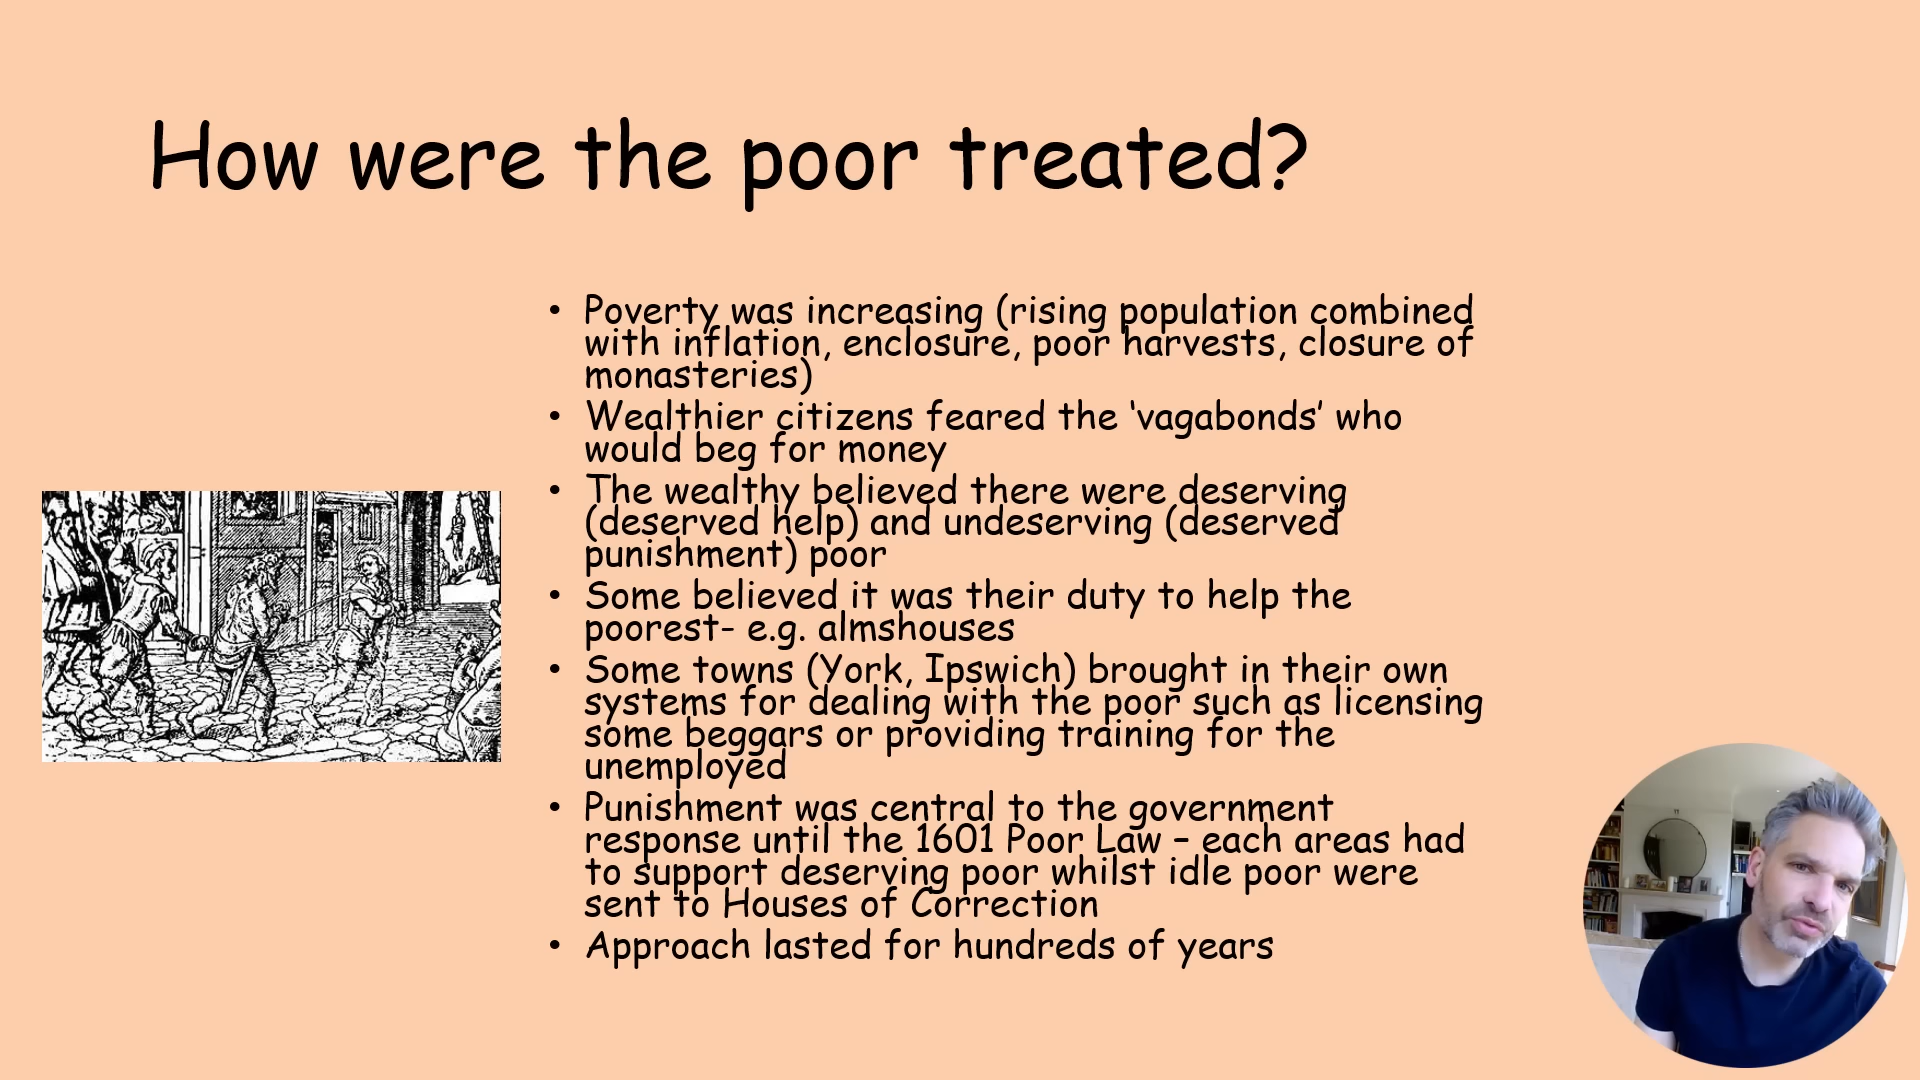 How were the poor treated?
• Poverty was increasing (rising population combined
with inflation, enclosure, poor harvests, closure of
monasteries)
• Wealthier citizens feared the ‘vagabonds’ who
would beg for money
• The wealthy believed there were deserving
(deserved help) and undeserving (deserved
punishment) poor
• Some believed it was their duty to help the
poorest- e.g. almshouses
• Some towns (York, Ipswich) brought in their own
systems for dealing with the poor such as licensing
some beggars or providing training for the
unemployed
• Punishment was central to the government
response until the 1601 Poor Law – each areas had
to support deserving poor whilst idle poor were
sent to Houses of Correction
• Approach lasted for hundreds of years